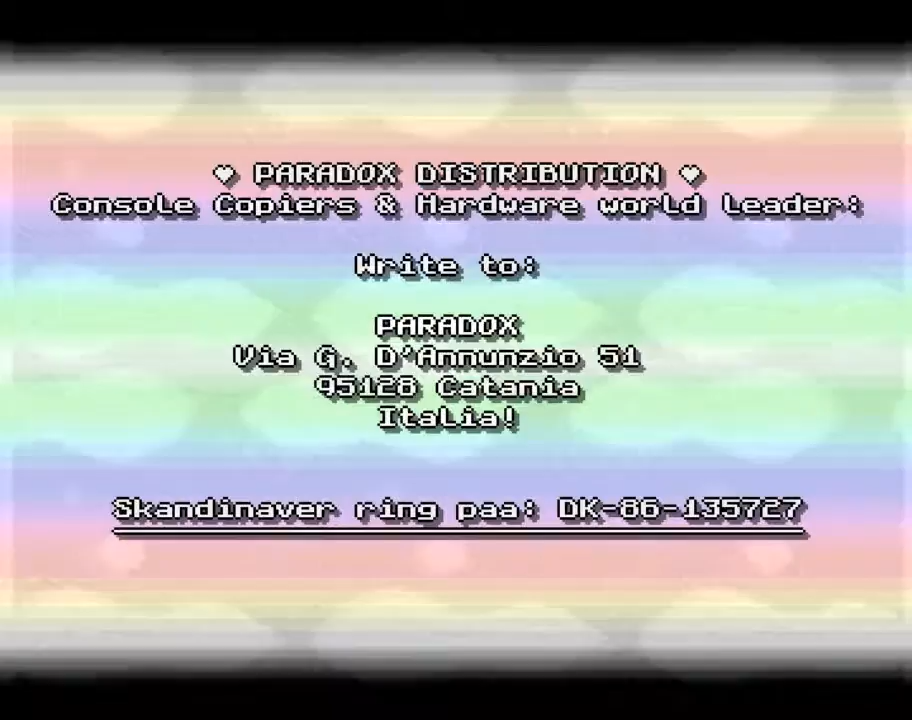 ♥ PARADOX DISTRIBUTION ♥
Console Copiers & Hardware world leader:
Write to:
PARADOX
Via G. D'Annunzio 51
95128 Catania
Italia!
Skandinaver ring paa: DK-86-135727